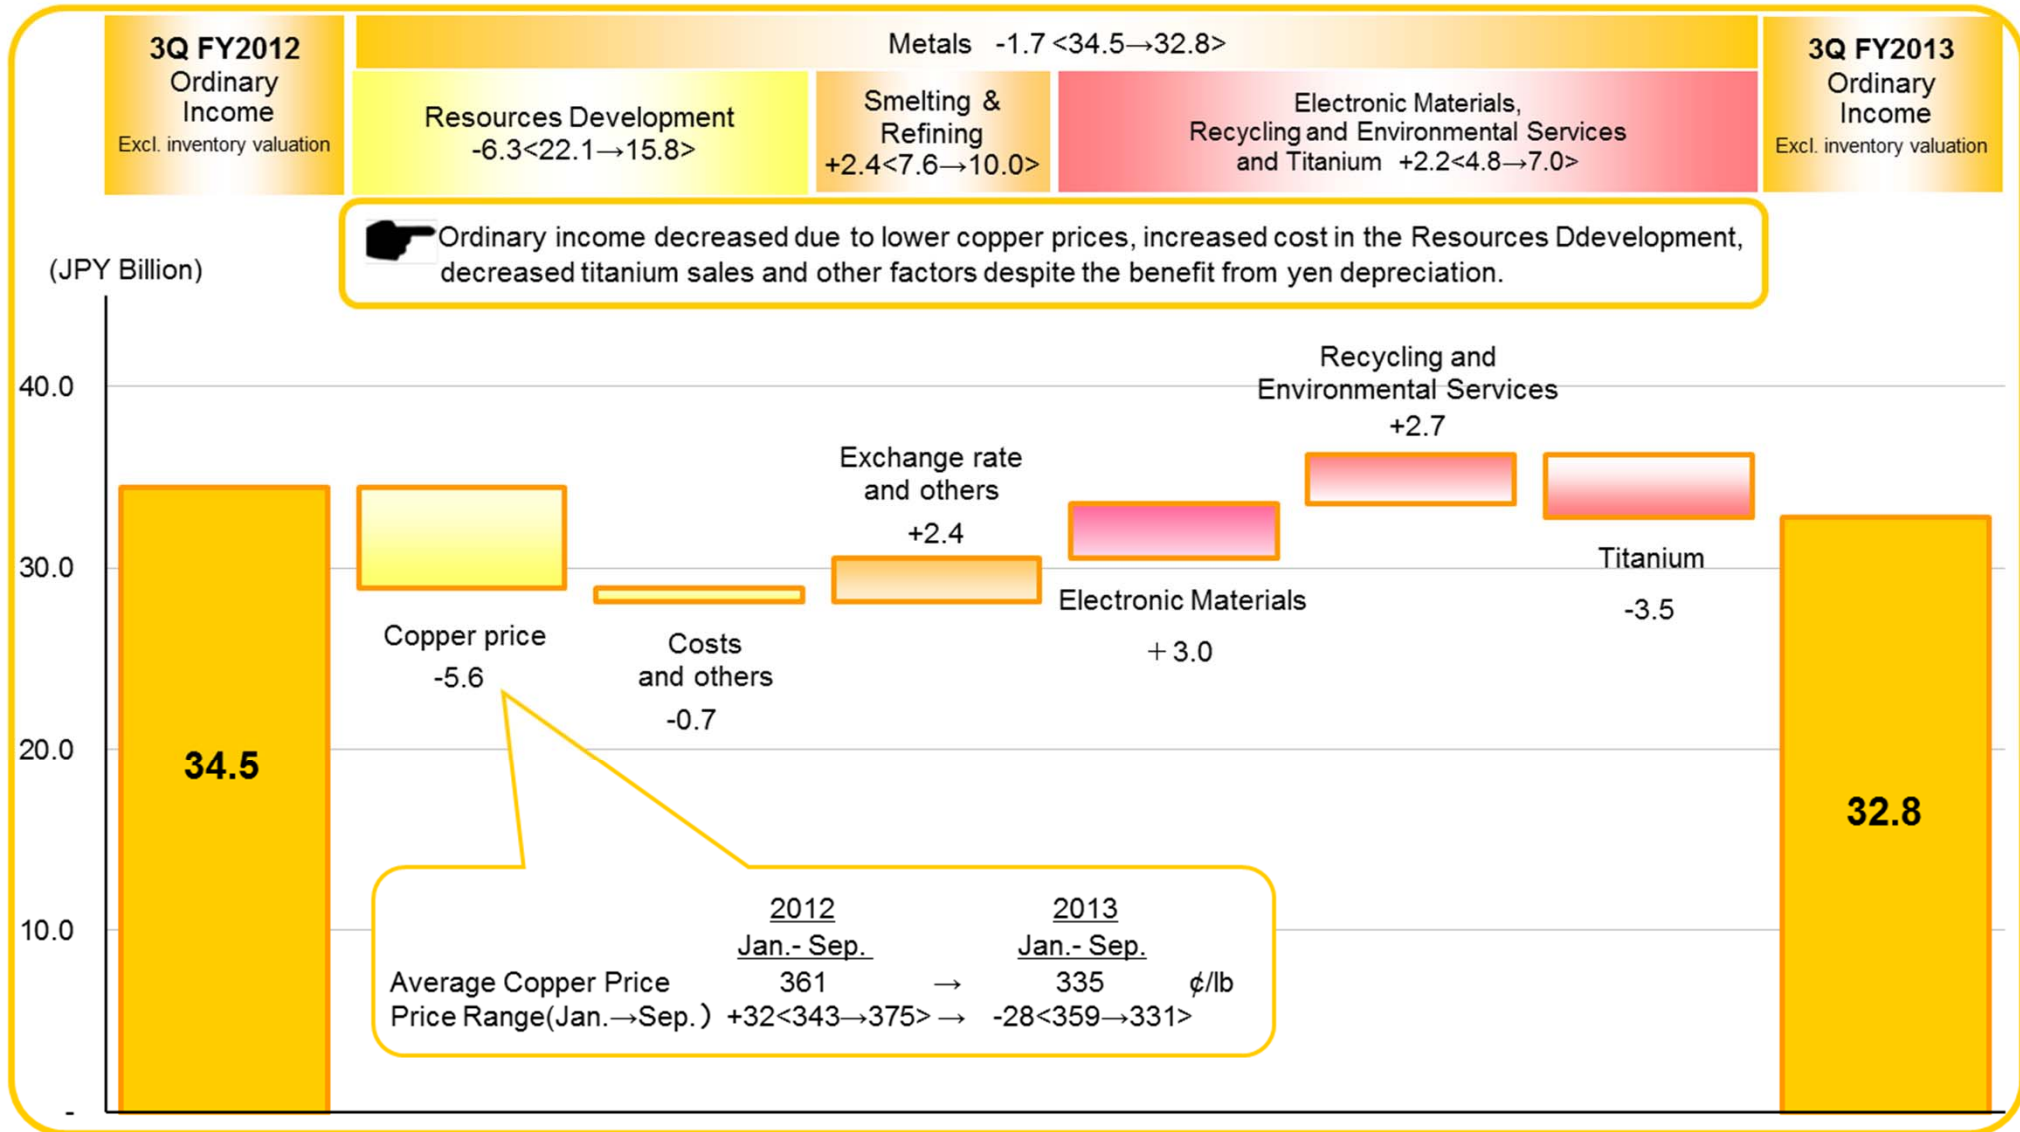 3Q FY2012
Ordinary
Income
Excl. inventory valuation
Metals -1.7 <34.5→32.8>
Resources Development
-6.3<22.1→15.8>
Smelting &
Refining
+2.4<7.6→10.0>
Electronic Materials,
Recycling and Environmental Services
and Titanium +2.2<4.8→7.0>
3Q FY2013
Ordinary
Income
Excl. inventory valuation
Ordinary income decreased due to lower copper prices, increased cost in the Resources Ddevelopment,
decreased titanium sales and other factors despite the benefit from yen depreciation.
(JPY Billion)
40.0
30.0
20.0
10.0
-
34.5
Copper price
-5.6
Costs
and others
-0.7
Exchange rate
and others
+2.4
Electronic Materials
＋3.0
Recycling and
Environmental Services
+2.7
Titanium
-3.5
32.8
2012 2013
Jan.- Sep. Jan.- Sep.
Average Copper Price 361 → 335 ¢/lb
Price Range(Jan.→Sep.） +32<343→375> → -28<359→331>